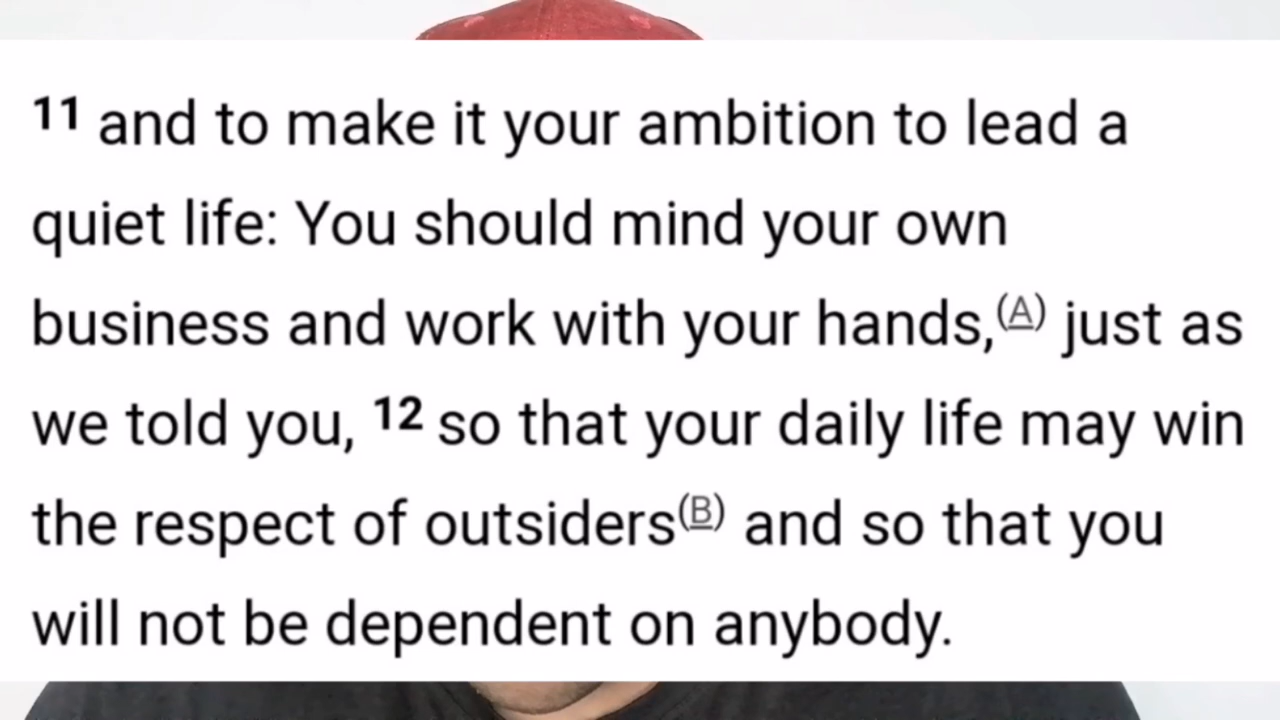 11 and to make it your ambition to lead a
quiet life: You should mind your own
business and work with your hands,(A) just as
we told you, 12 so that your daily life may win
the respect of outsiders(B) and so that you
will not be dependent on anybody.